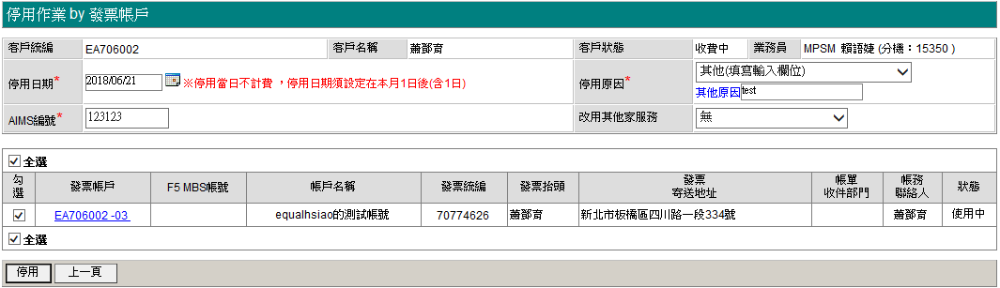 停用作業 by 發票帳戶
客戶統編 EA706002 客戶名稱 蕭鄧育 客戶狀態 收費中 業務員 MPSM 賴語婕 (分機：15350 )
停用日期* 2018/06/21 ※停用當日不計費 ，停用日期須設定在本月1日後(含1日) 停用原因* 其他(填寫輸入欄位)
其他原因 test
AIMS編號* 123123 改用其他家服務 無
全選
勾選 發票帳戶 F5 MBS帳號 帳戶名稱 發票統編 發票抬頭 發票寄送地址 帳單收件部門 帳務聯絡人 狀態
EA706002 -03 equalhsiao的測試帳號 70774626 蕭鄧育 新北市板橋區四川路一段334號 蕭鄧育 使用中
全選
停用 上一頁